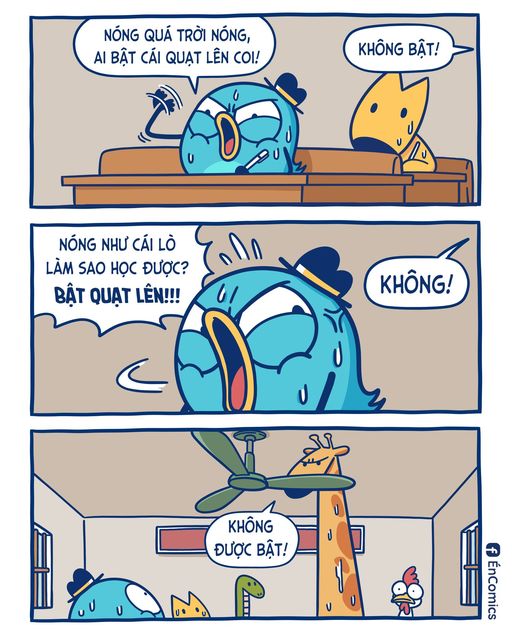 NÓNG QUÁ TRỜI NÓNG,
AI BẬT CÁI QUẠT LÊN COI!
KHÔNG BẬT!
NÓNG NHƯ CÁI LÒ
LÀM SAO HỌC ĐƯỢC?
BẬT QUẠT LÊN!!!
KHÔNG!
KHÔNG
ĐƯỢC BẬT!
ÉnComics